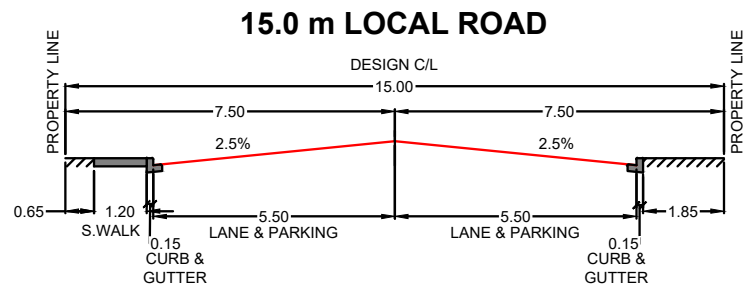 15.0 m LOCAL ROAD
PROPERTY LINE
DESIGN C/L
PROPERTY LINE
15.00
7.50
7.50
2.5%
2.5%
0.65
1.20
5.50
5.50
1.85
S.WALK
LANE & PARKING
LANE & PARKING
0.15
CURB &
GUTTER
0.15
CURB &
GUTTER